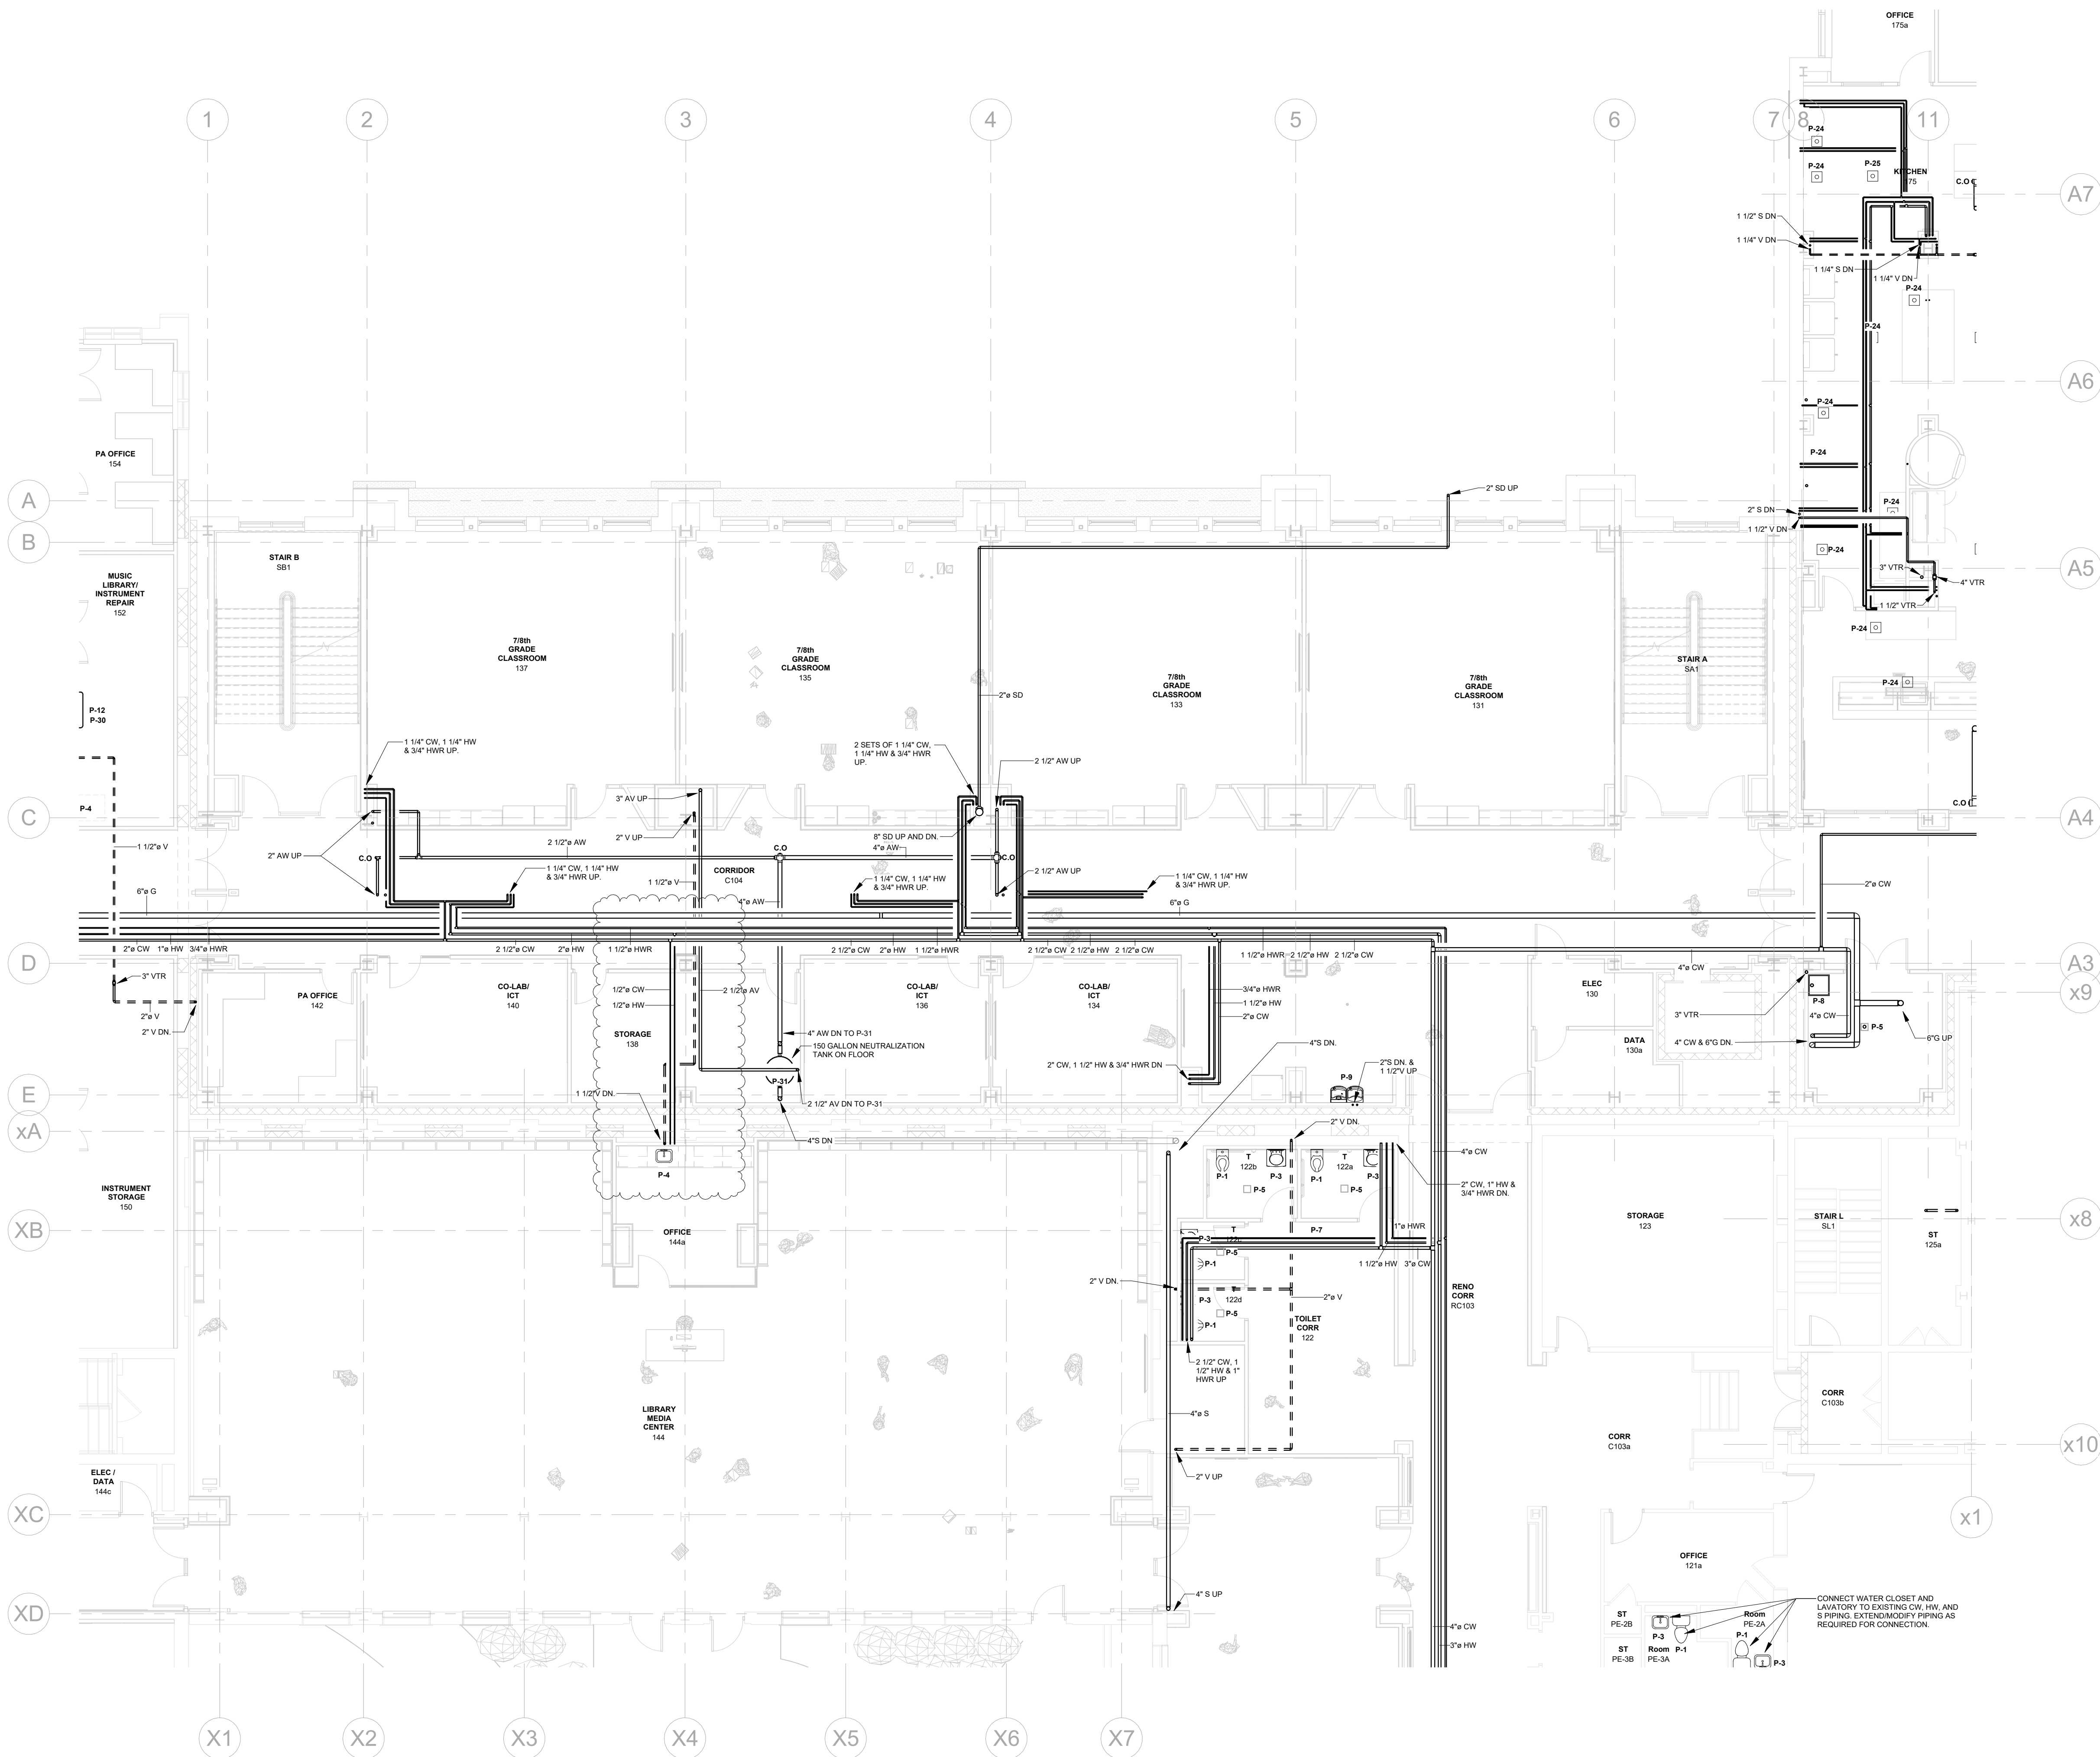 OFFICE
175a
1
2
3
4
5
6
7
8
11
P-24
P-24
P-25
KITCHEN
C.O
A7
1 1/2" S DN
1 1/4" V DN
1 1/4" S DN
1 1/4" V DN
P-24
P-24
A6
P-24
PA OFFICE
154
P-24
A
2" SD UP
P-24
2" S DN
1 1/2" V DN
B
P-24
STAIR B
SB1
MUSIC
LIBRARY/
INSTRUMENT
REPAIR
152
3" VTR
4" VTR
A5
1 1/2" VTR
P-24
7/8th
GRADE
CLASSROOM
137
7/8th
GRADE
CLASSROOM
135
7/8th
GRADE
CLASSROOM
133
7/8th
GRADE
CLASSROOM
131
STAIR A
SA1
P-24
2"ø SD
P-12
P-30
1 1/4" CW, 1 1/4" HW
& 3/4" HWR UP.
2 SETS OF 1 1/4" CW,
1 1/4" HW & 3/4" HWR
UP.
2 1/2" AW UP
3" AV UP
P-4
C.O
C
A4
2" V UP
8" SD UP AND DN.
1 1/2"ø V
2" AW UP
C.O
2 1/2"ø AW
C.O
4"ø AW
C.O
1 1/4" CW, 1 1/4" HW
& 3/4" HWR UP.
CORRIDOR
C104
1 1/2"ø V
1 1/4" CW, 1 1/4" HW
& 3/4" HWR UP.
2 1/2" AW UP
1 1/4" CW, 1 1/4" HW
& 3/4" HWR UP.
2"ø CW
6"ø G
4"ø AW
6"ø G
2"ø CW
1"ø HW
3/4"ø HWR
2 1/2"ø CW
2"ø HW
1 1/2"ø HWR
2 1/2"ø CW
2"ø HW
1 1/2"ø HWR
2 1/2"ø CW
2 1/2"ø HW
2 1/2"ø CW
1 1/2"ø HWR
2 1/2"ø HW
2 1/2"ø CW
D
4"ø CW
A3
3" VTR
PA OFFICE
142
CO-LAB/
ICT
140
1/2"ø CW
1/2"ø HW
2 1/2"ø AV
CO-LAB/
ICT
136
CO-LAB/
ICT
134
3/4"ø HWR
1 1/2"ø HW
2"ø CW
ELEC
130
P-8
x9
2"ø V
2" V DN.
STORAGE
138
4" AW DN TO P-31
150 GALLON NEUTRALIZATION
TANK ON FLOOR
4"S DN.
3" VTR
4"ø CW
P-5
DATA
130a
4" CW & 6"G DN.
6"G UP
2" CW, 1 1/2" HW & 3/4" HWR DN
P-9
2"S DN. &
1 1/2"V UP
P-31
E
1 1/2"V DN.
2 1/2" AV DN TO P-31
xA
4"S DN
2" V DN.
P-4
T
122b
P-1
P-3
P-5
T
122a
P-1
P-3
P-5
4"ø CW
2" CW, 1" HW &
3/4" HWR DN.
INSTRUMENT
STORAGE
150
STORAGE
123
STAIR L
SL1
x8
ST
125a
XB
OFFICE
144a
T
P-3
P-7
1"ø HWR
P-5
P-1
1 1/2"ø HW
3"ø CW
2" V DN.
RENO
CORR
RC103
P-3
T
122d
2"ø V
P-5
P-1
TOILET
CORR
122
2 1/2" CW, 1
1/2" HW & 1"
HWR UP
CORR
C103b
LIBRARY
MEDIA
CENTER
144
4"ø S
CORR
C103a
x10
ELEC /
DATA
144c
2" V UP
XC
x1
OFFICE
121a
4" S UP
CONNECT WATER CLOSET AND
LAVATORY TO EXISTING CW, HW, AND
S PIPING. EXTEND/MODIFY PIPING AS
REQUIRED FOR CONNECTION.
XD
ST
PE-2B
Room
PE-2A
P-3
P-1
4"ø CW
3"ø HW
ST
PE-3B
Room
PE-3A
P-1
P-3
X1
X2
X3
X4
X5
X6
X7